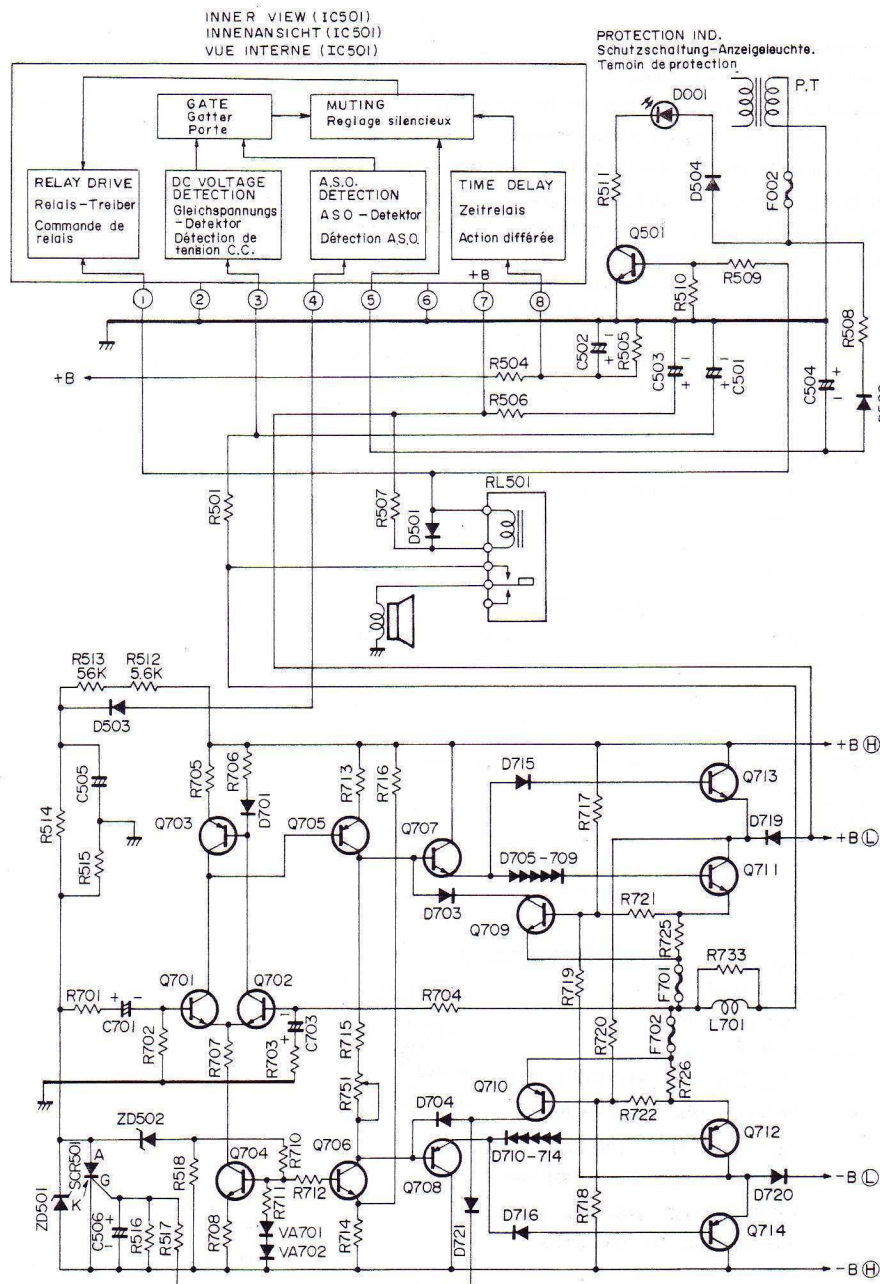 INNER VIEW (IC501)
INNENANSICHT (IC501)
VUE INTERNE (IC501)
PROTECTION IND.
Schutzschaltung-Anzeigeleuchte.
Temoin de protection
P.T
D001
GATE
Gatter
Porte
MUTING
Reglage silencieux
R511
D504
F002
RELAY DRIVE
Relais-Treiber
Commande de
relais
DC VOLTAGE
DETECTION
Gleichspannungs
-Detektor
Détection de
tension C.C.
A.S.O.
DETECTION
ASO-Detektor
Détection A.S.O.
TIME DELAY
Zeitrelais
Action différée
Q501
+B
R510
R509
1
2
3
4
5
6
7
8
R508
C502
R505
C503
C501
C504
+B
R504
R506
RL501
R501
R507
D501
R513
56K
R512
5.6K
D503
+B H
R705
R706
D701
R713
R716
D715
Q713
C505
R717
Q703
Q705
Q707
D719
+B L
R514
R515
D705-709
Q711
D703
R721
Q709
R725
R733
Q701
Q702
R719
F701
R701
R704
C701
L701
R702
R707
R703
C703
R715
R720
F702
R751
Q710
R726
D704
R722
ZD502
Q704
R710
Q706
Q712
D710-714
SCR501
A
G
K
R518
R711
R712
Q708
-B L
D720
ZD501
R718
C506
R516
R517
R708
VA701
VA702
R714
D721
D716
Q714
-B H